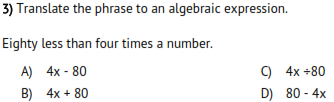 3) Translate the phrase to an algebraic expression.
Eighty less than four times a number.
A) 4x - 80 C) 4x ÷80
B) 4x + 80 D) 80 - 4x